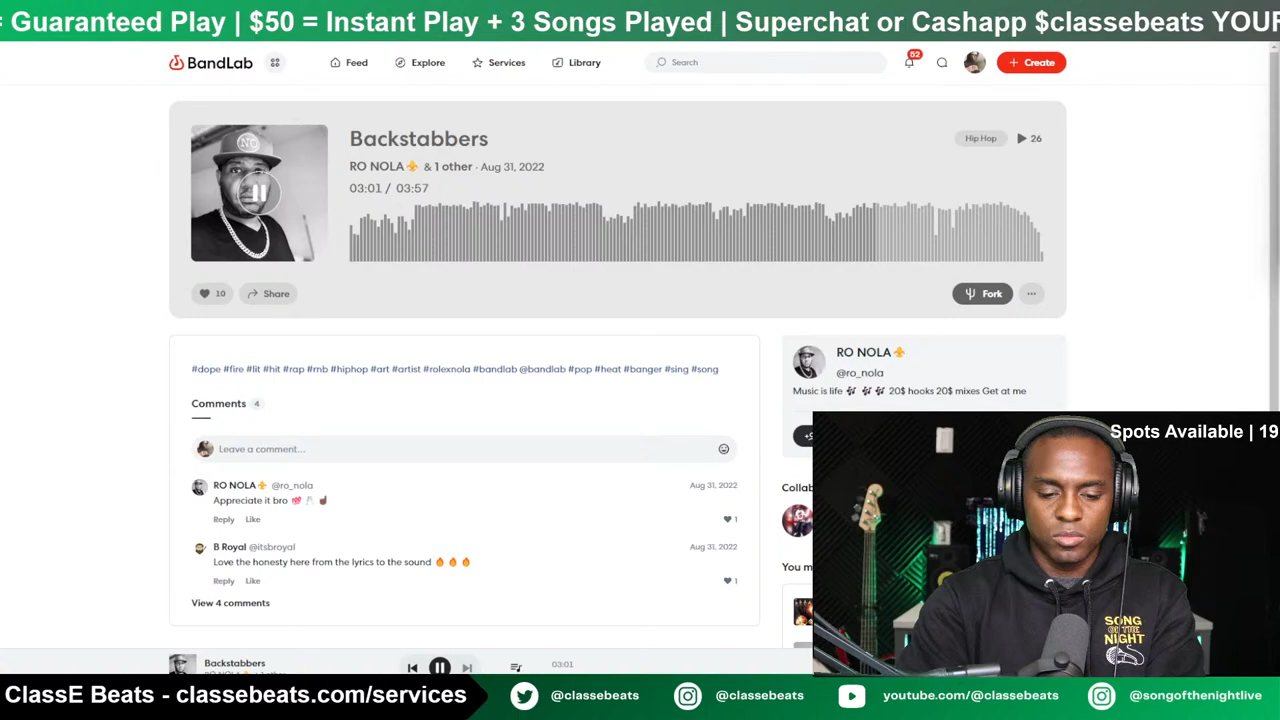 Guaranteed Play | $50 = Instant Play + 3 Songs Played | Superchat or Cashapp $classebeats
BandLab
Feed
Explore
Services
Library
Search
52
+ Create
NO
Backstabbers
Hip Hop
26
RO NOLA & 1 other · Aug 31, 2022
03:01 / 03:57
10
Share
Fork
#dope #fire #lit #hit #rap #rnb #hiphop #art #artist #rolexnola #bandlab @bandlab #pop #heat #banger #sing #song
Comments 4
Leave a comment...
RO NOLA @ro_nola
Aug 31, 2022
Appreciate it bro
Reply Like
1
B Royal @itsbroyal
Aug 31, 2022
Love the honesty here from the lyrics to the sound
Reply Like
1
View 4 comments
RO NOLA
@ro_nola
Music is life 20$ hooks 20$ mixes Get at me
Spots Available | 19
SONG
OF THE
NIGHT
Backstabbers
03:01
ClassE Beats - classebeats.com/services
@classebeats
@classebeats
youtube.com/@classebeats
@songofthenightlive